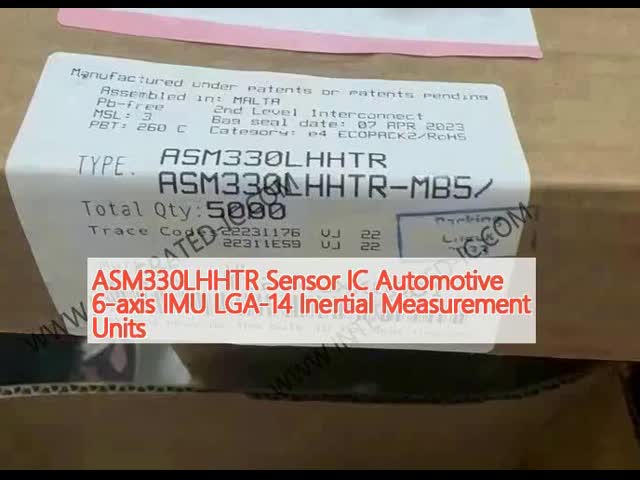 Manufactured under patents or patents pending
Assembled in: MALTA
Pb-free 2nd Level Interconnect
MSL: 3 Bag seal date: 07 APR 2023
PBT: 260 C Category: e4 ECOPACK2/RoHS
TYPE: ASM330LHHTR
ASM330LHHTR-MB5/
Total Qty: 5000
Trace Code 22231176 VJ 22
22311E59 VJ 22
Marking
ASM330LHHTR Sensor IC Automotive
6-axis IMU LGA-14 Inertial Measurement
Units